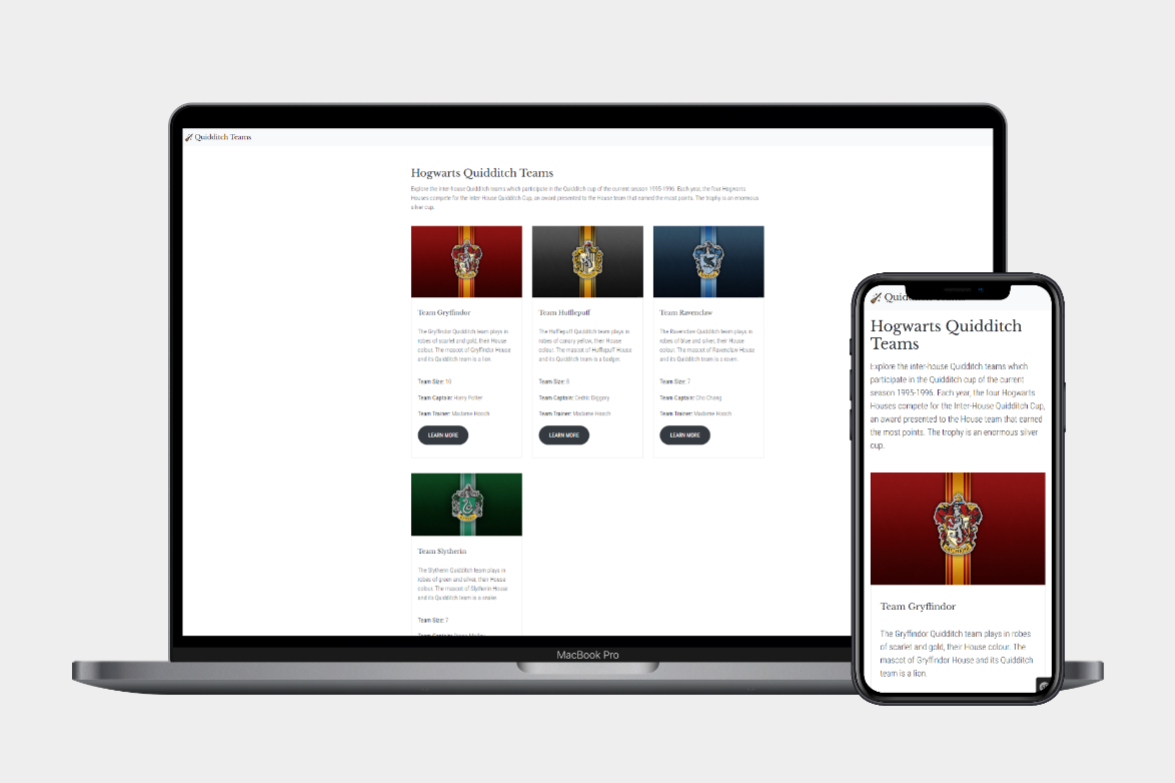 Quidditch Teams
Hogwarts Quidditch Teams
Explore the inter-house Quidditch teams which participate in the Quidditch cup of the current season 1995-1996. Each year, the four Hogwarts
Houses compete for the Inter-House Quidditch Cup, an award presented to the House team that earned the most points. The trophy is an enormous
silver cup.
Team Gryffindor
The Gryffindor Quidditch team plays in
robes of scarlet and gold, their House
colour. The mascot of Gryffindor House
and its Quidditch team is a lion.
Team Size: 10
Team Captain: Harry Potter
Team Trainer: Madame Hooch
LEARN MORE
Team Hufflepuff
The Hufflepuff Quidditch team plays in
robes of canary yellow, their House
colour. The mascot of Hufflepuff House
and its Quidditch team is a badger.
Team Size:
Team Captain: Cedric Diggory
Team Trainer: Madame Hooch
LEARN MORE
Team Ravenclaw
The Ravenclaw Quidditch team plays in
robes of blue and silver, their House
colour. The mascot of Ravenclaw House
and its Quidditch team is a raven.
Team Size: 7
Team Captain: Cho Chang
Team Trainer: Madame Hooch
LEARN MORE
Team Slytherin
The Slytherin Quidditch team plays in
robes of green and silver, their House
colour. The mascot of Slytherin House
and its Quidditch team is a snake.
Team Size: 7
MacBook Pro
Hogwarts Quidditch
Teams
Explore the inter-house Quidditch teams which
participate in the Quidditch cup of the current
season 1995-1996. Each year, the four Hogwarts
Houses compete for the Inter-House Quidditch Cup,
an award presented to the House team that earned
the most points. The trophy is an enormous silver
cup.
Team Gryffindor
The Gryffindor Quidditch team plays in robes
of scarlet and gold, their House colour. The
mascot of Gryffindor House and its Quidditch
team is a lion.